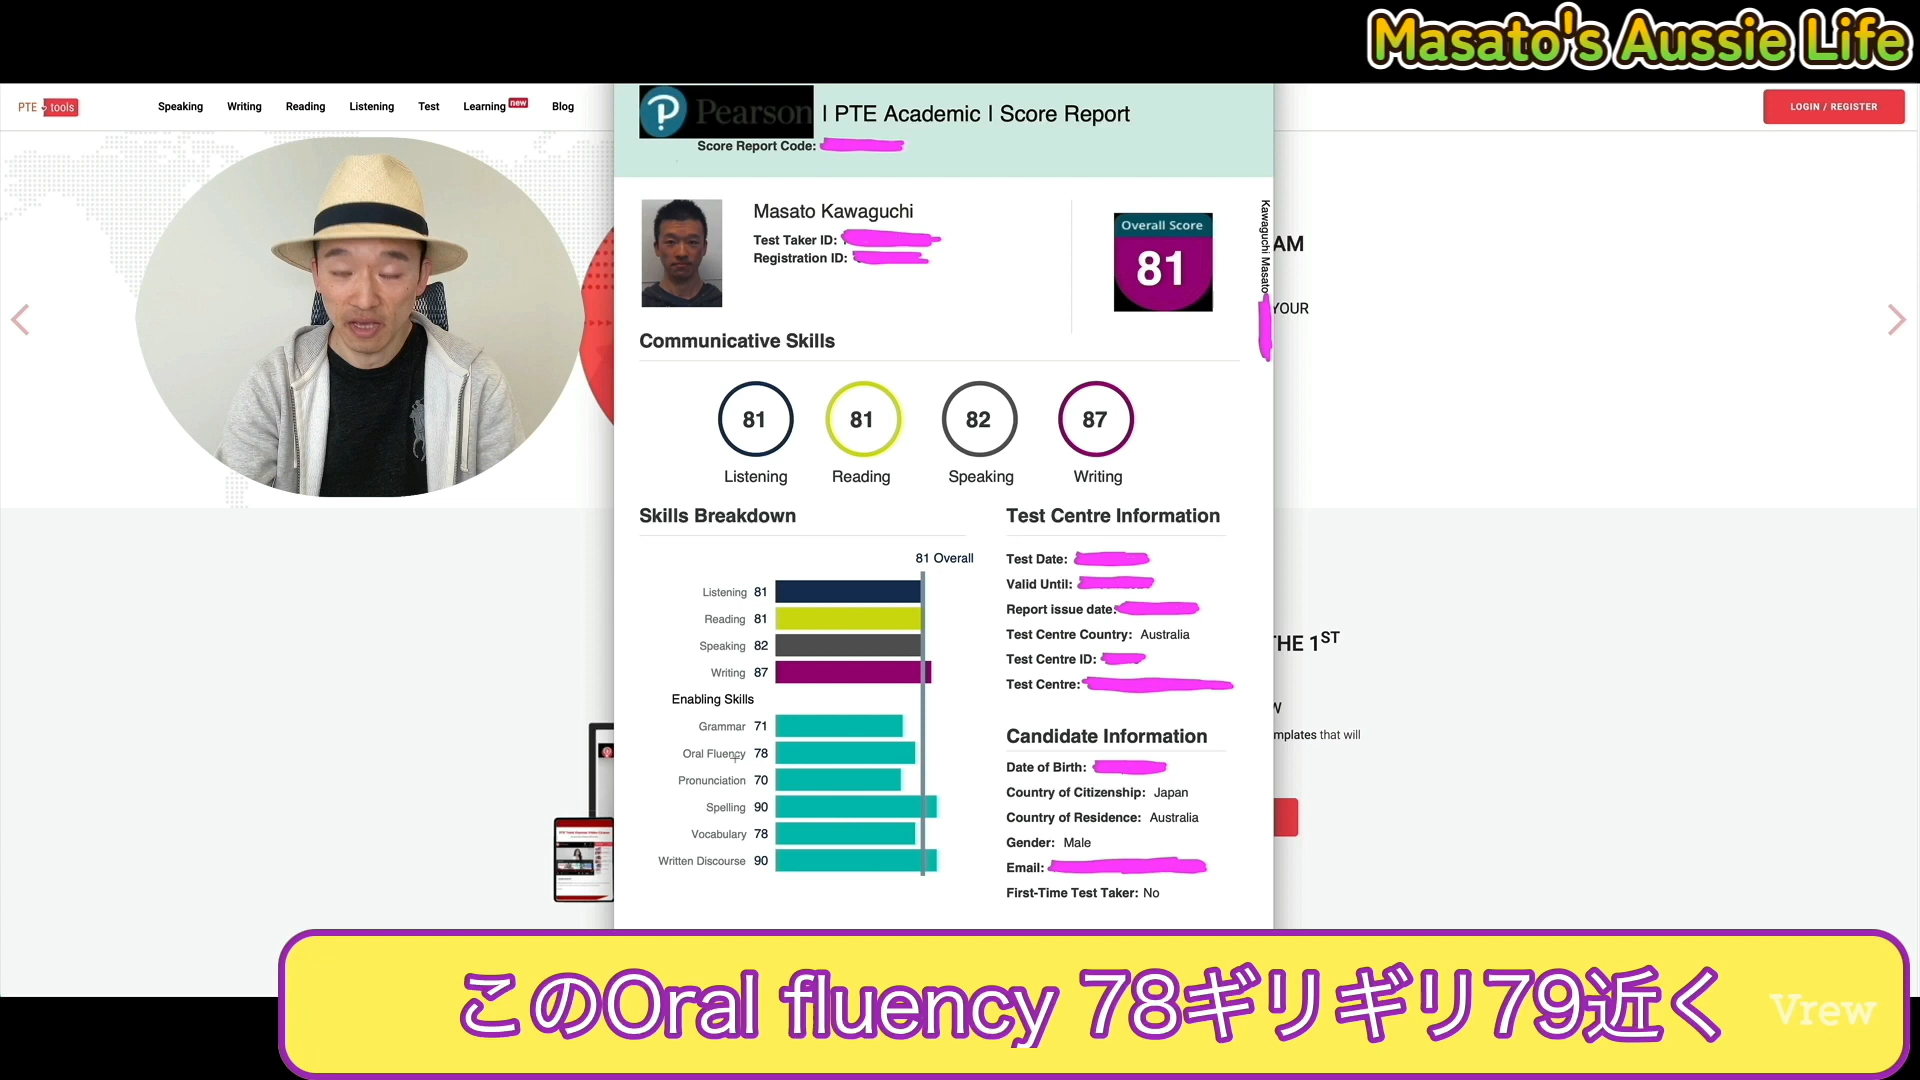 Masato's Aussie Life
PTE tools
Speaking Writing Reading Listening Test Learning new Blog
LOGIN / REGISTER
Pearson | PTE Academic | Score Report
Score Report Code:
Masato Kawaguchi
Test Taker ID:
Registration ID:
Overall Score
81
Kawaguchi Masato
AM
YOUR
Communicative Skills
81 81 82 87
Listening Reading Speaking Writing
Skills Breakdown
81 Overall
Listening 81
Reading 81
Speaking 82
Writing 87
Enabling Skills
Grammar 71
Oral Fluency 78
Pronunciation 70
Spelling 90
Vocabulary 78
Written Discourse 90
Test Centre Information
Test Date:
Valid Until:
Report issue date:
Test Centre Country: Australia
Test Centre ID:
Test Centre:
Candidate Information
Date of Birth:
Country of Citizenship: Japan
Country of Residence: Australia
Gender: Male
Email:
First-Time Test Taker: No
THE 1ST
W
mplates that will
このOral fluency 78ギリギリ79近く
Vrew